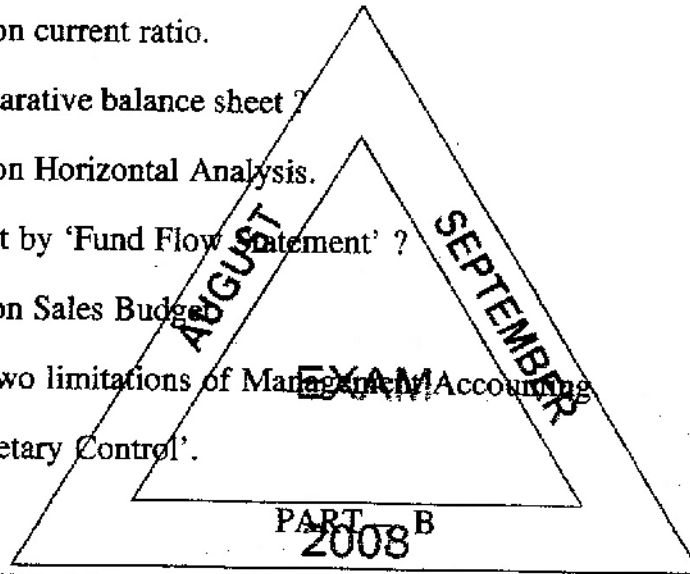 on current ratio.
arative balance sheet ?
on Horizontal Analysis.
t by ‘Fund Flow Statement’ ?
on Sales Budget
wo limitations of Management Accounting
etary Control’.
PART — B
AUGUST
SEPTEMBER
EXAM
2008